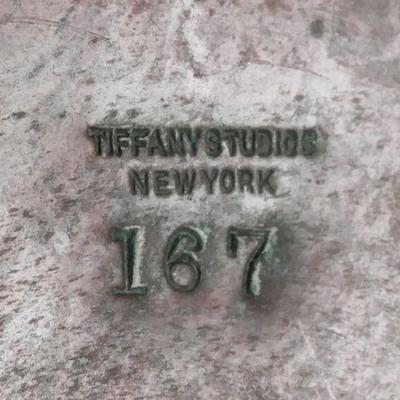 TIFFANY STUDIOS
NEW YORK
167